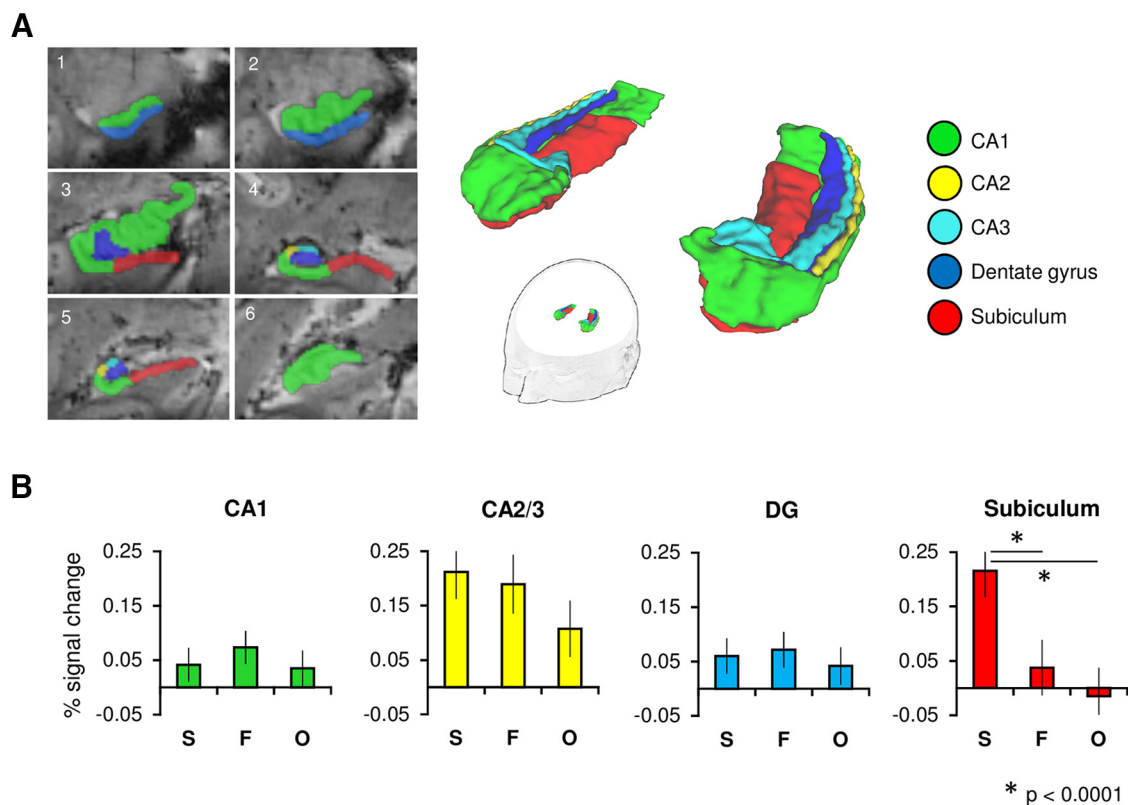 A
1
2
3
4
5
6
CA1
CA2
CA3
Dentate gyrus
Subiculum
B
CA1
CA2/3
DG
Subiculum
% signal change
0.25
0.15
0.05
-0.05
S F O
0.25
0.15
0.05
-0.05
S F O
0.25
0.15
0.05
-0.05
S F O
0.25
0.15
0.05
-0.05
*
*
S F O
* p < 0.0001